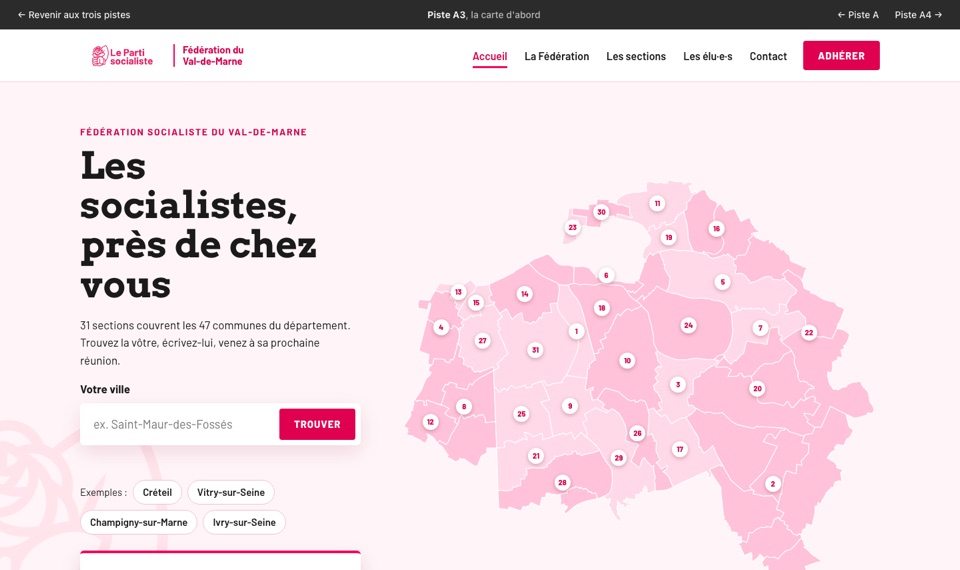 ← Revenir aux trois pistes
Piste A3, la carte d'abord
← Piste A
Piste A4 →
Le Parti
socialiste
Fédération du
Val-de-Marne
Accueil
La Fédération
Les sections
Les élu·e·s
Contact
ADHÉRER
FÉDÉRATION SOCIALISTE DU VAL-DE-MARNE
Les
socialistes,
près de chez
vous
31 sections couvrent les 47 communes du département.
Trouvez la vôtre, écrivez-lui, venez à sa prochaine
réunion.
Votre ville
ex. Saint-Maur-des-Fossés
TROUVER
Exemples :
Créteil
Vitry-sur-Seine
Champigny-sur-Marne
Ivry-sur-Seine
11
30
23
16
19
6
5
13
14
15
18
24
4
7
1
22
27
31
10
3
20
8
9
25
12
26
17
21
29
28
2